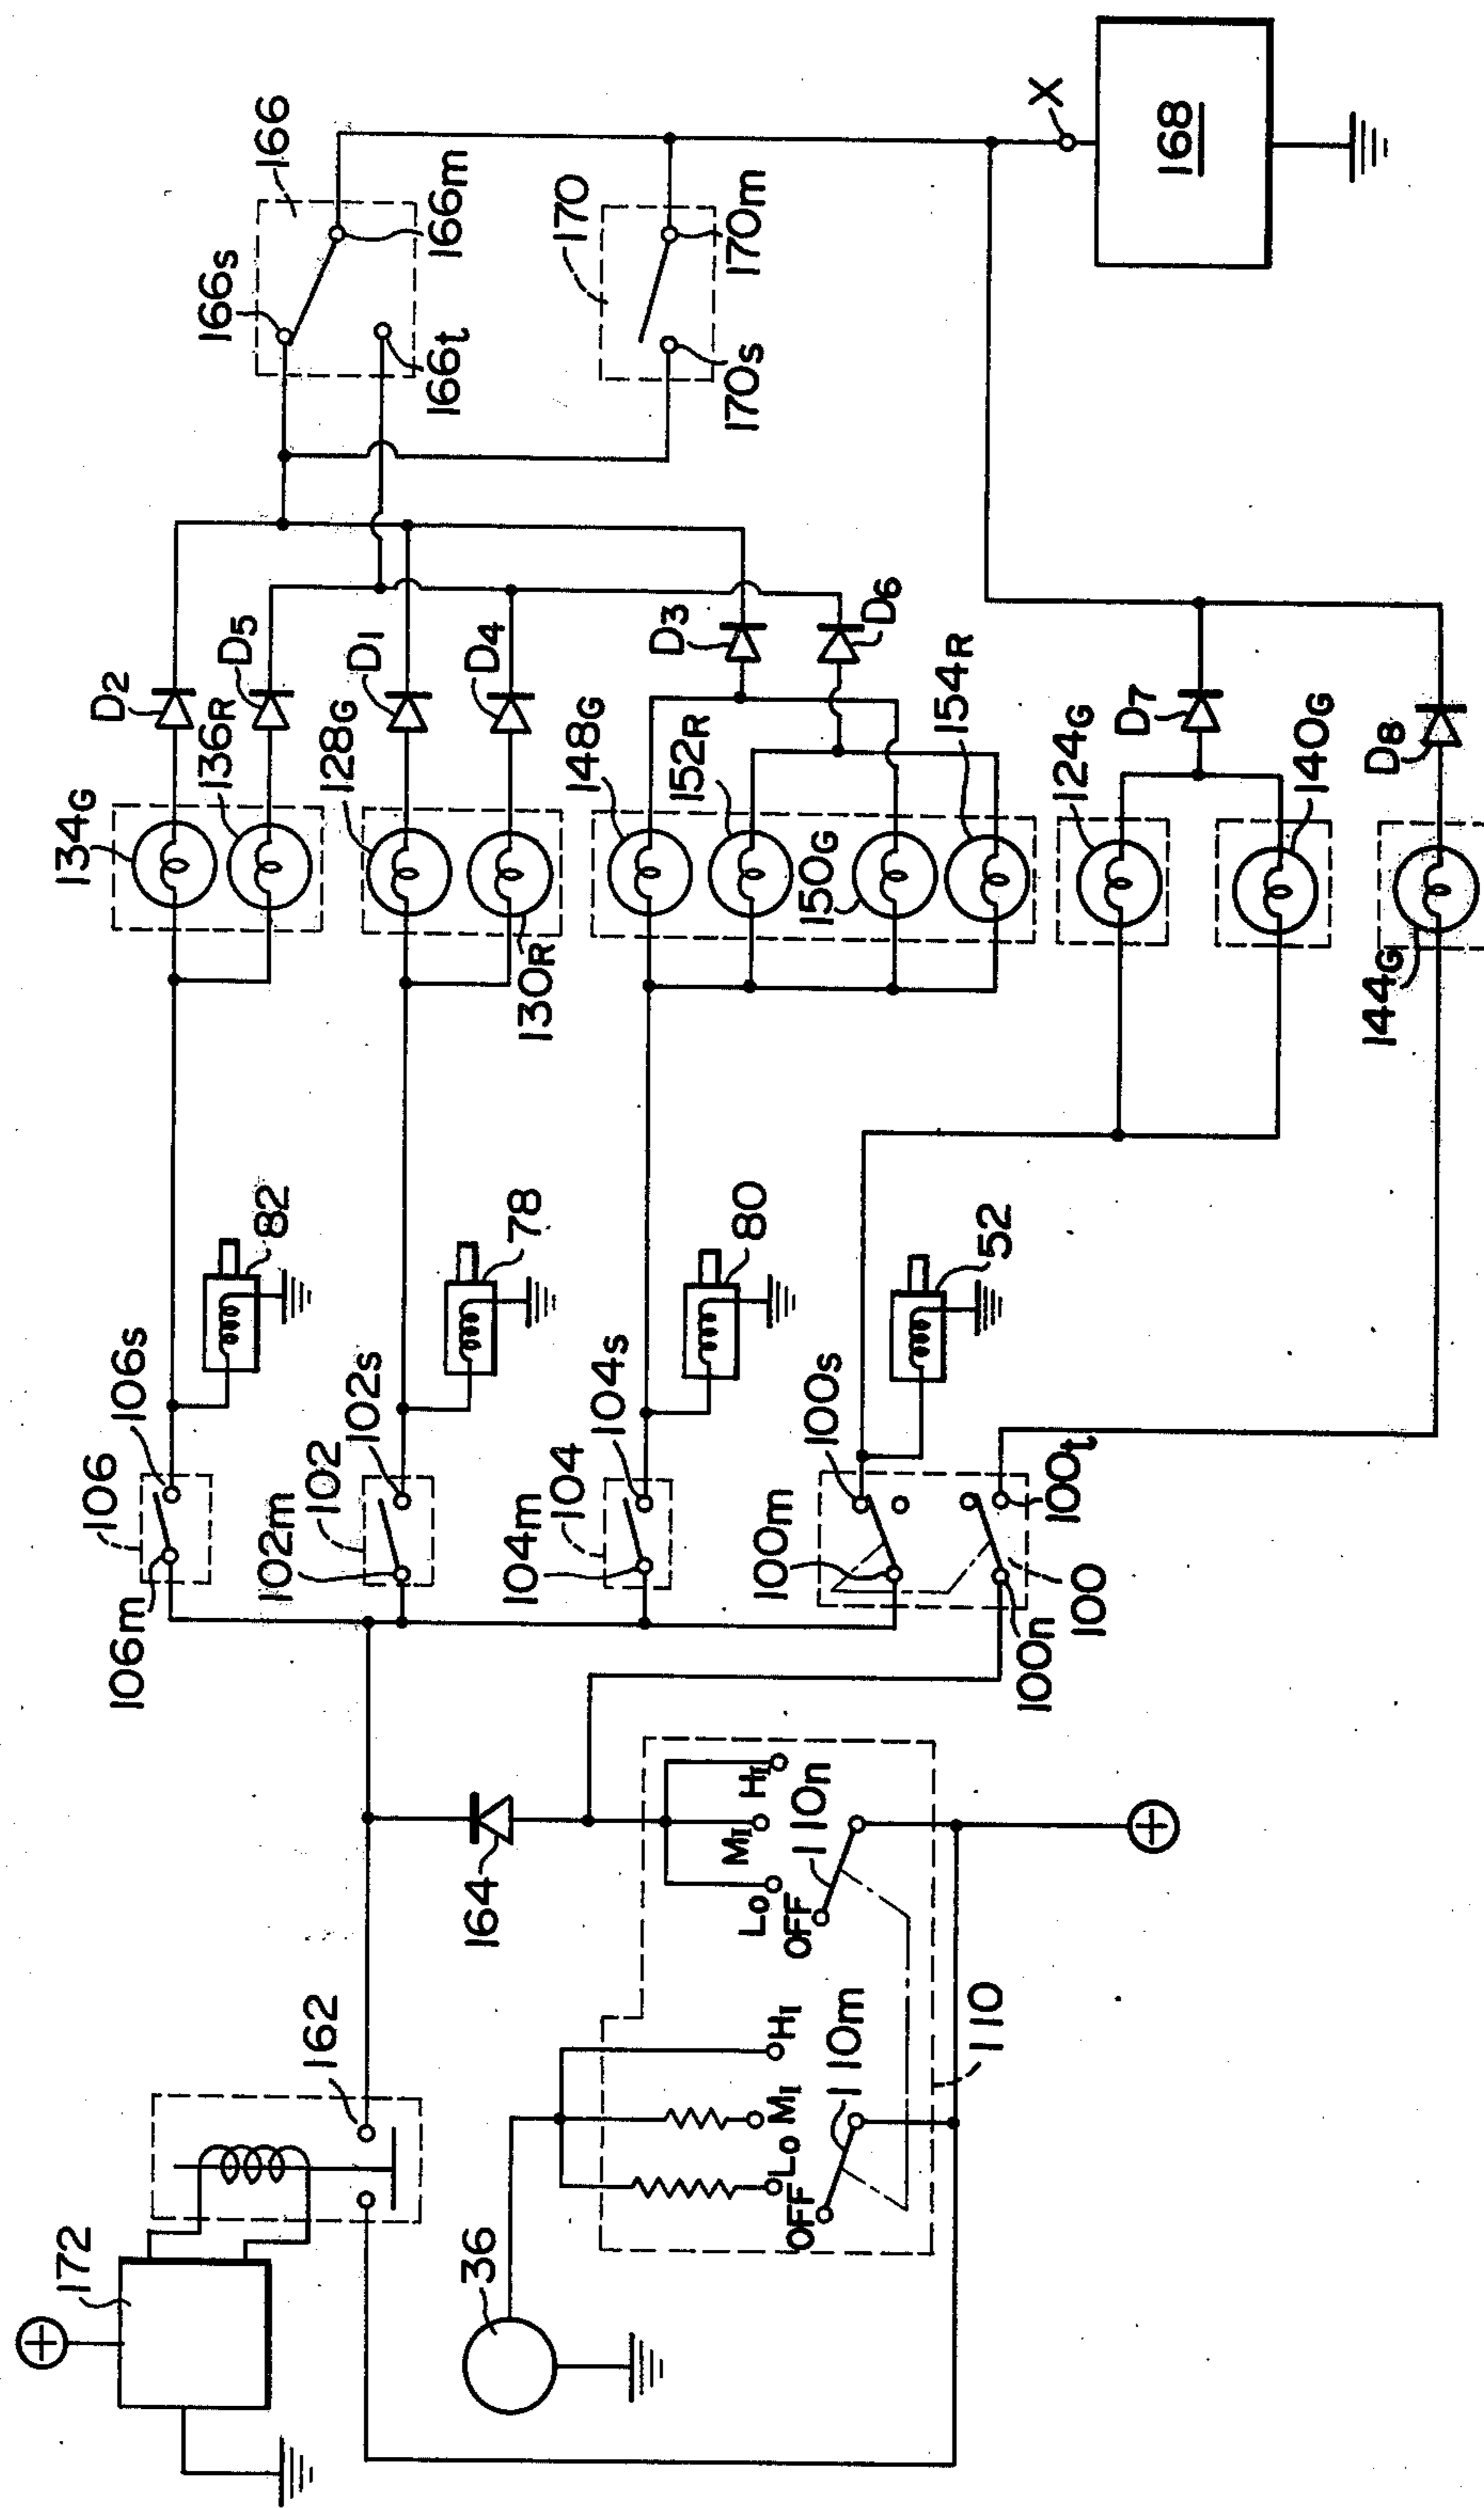 172
162
36
110m
OFF
Lo
MI
HI
110
164
110n
OFF
Lo
MI
HI
106
106m
106s
102
102m
102s
104
104m
104s
100m
100s
100n
100
100t
82
78
80
52
134G
136R
128G
130R
148G
152R
150G
154R
124G
140G
144G
D2
D5
D1
D4
D3
D6
D7
D8
166
166s
166m
166t
170
170m
170s
X
168